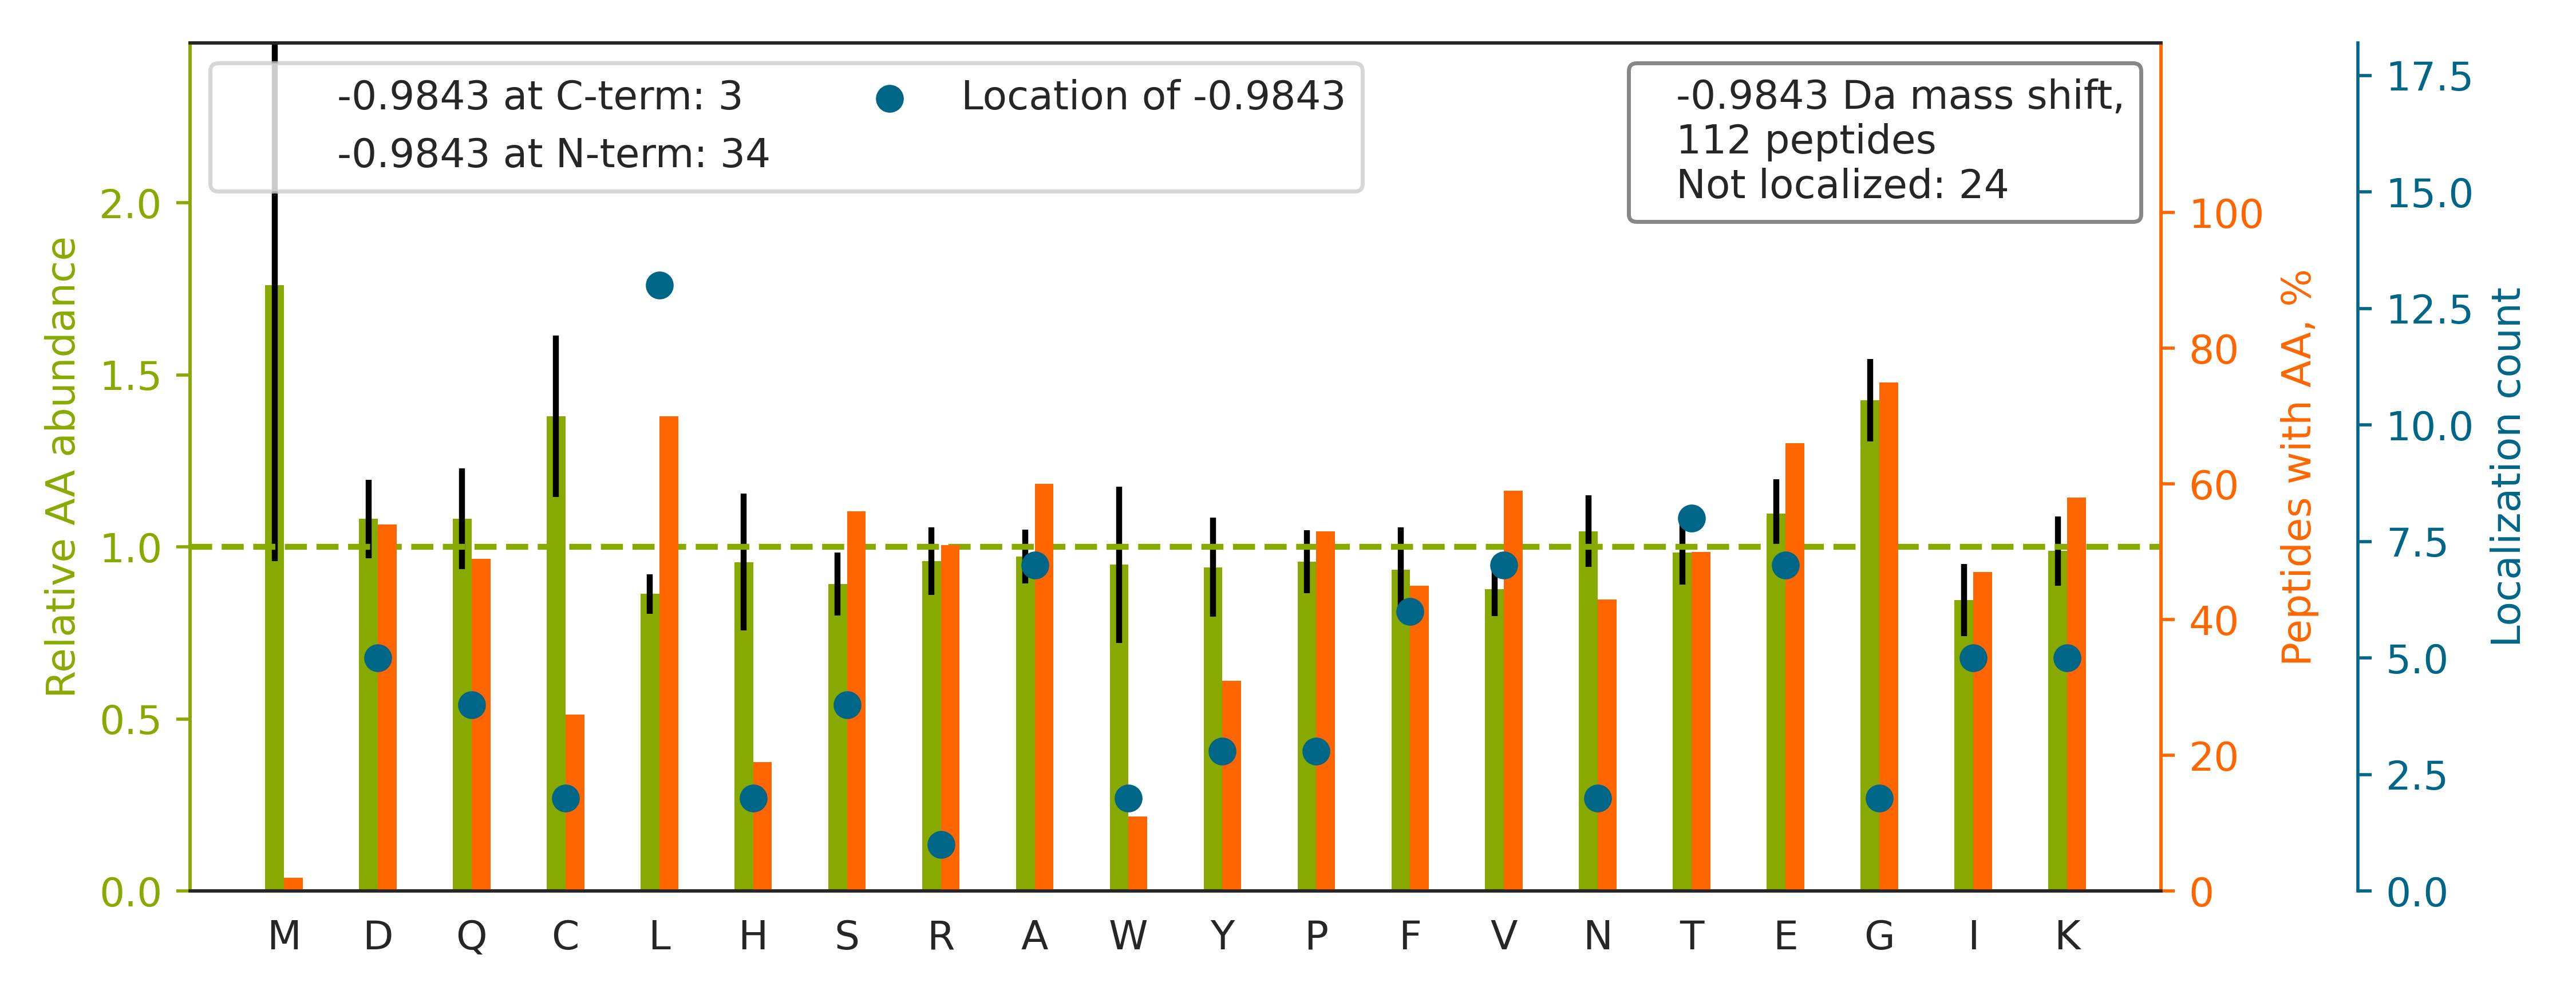 -0.9843 at C-term: 3
-0.9843 at N-term: 34
Location of -0.9843
-0.9843 Da mass shift,
112 peptides
Not localized: 24
Relative AA abundance
2.0
1.5
1.0
0.5
0.0
100
80
60
40
20
0
Peptides with AA, %
17.5
15.0
12.5
10.0
7.5
5.0
2.5
0.0
Localization count
M D Q C L H S R A W Y P F V N T E G I K